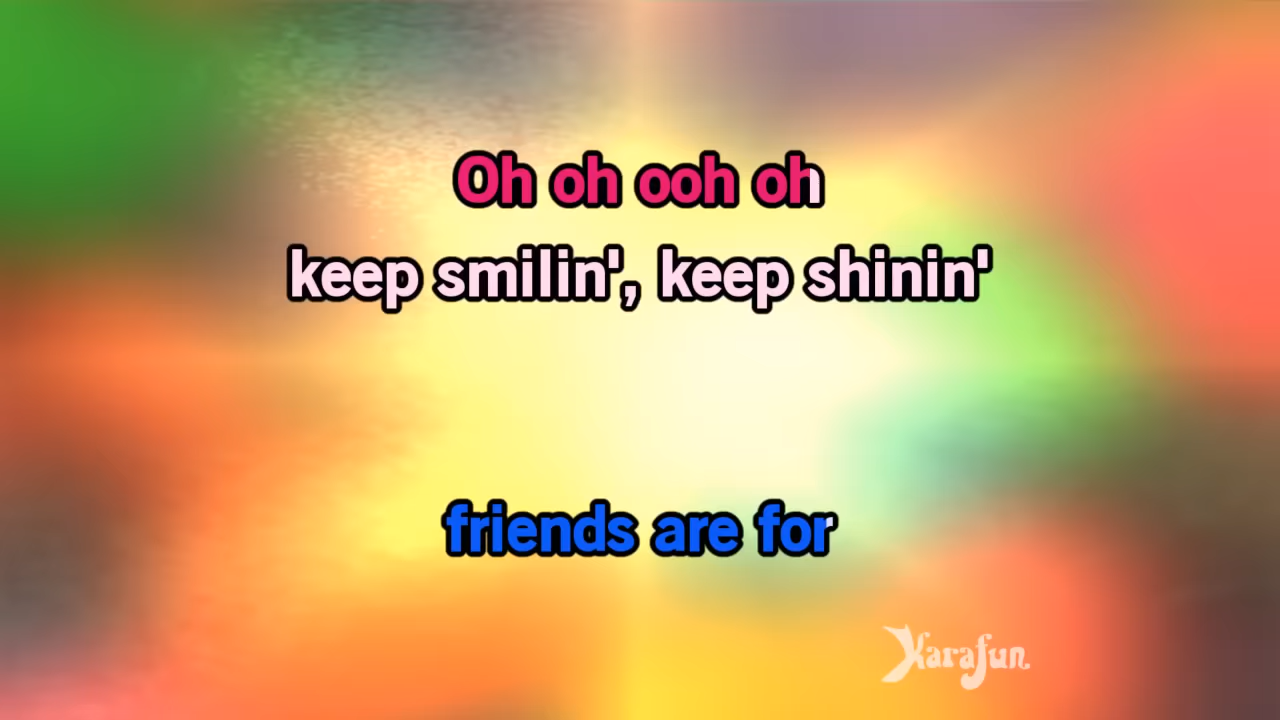 Oh oh ooh oh
keep smilin', keep shinin'
friends are for
Karafun